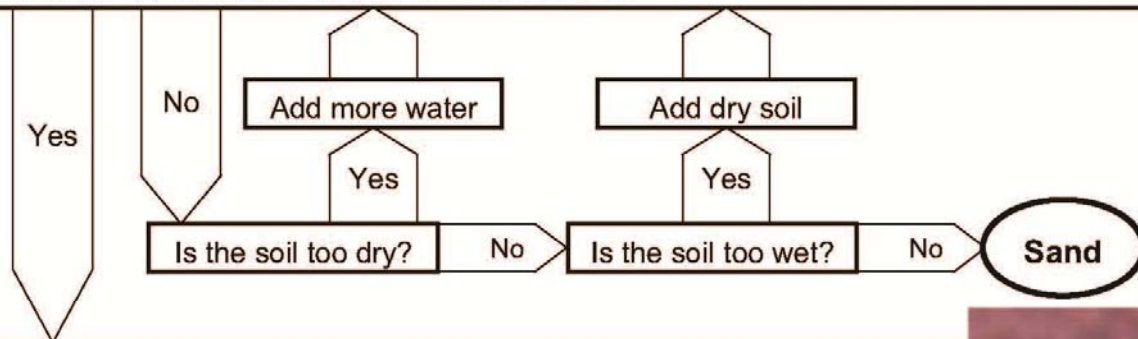 Add more water Add dry soil
No
Yes
Yes Yes
Is the soil too dry? No Is the soil too wet? No Sand